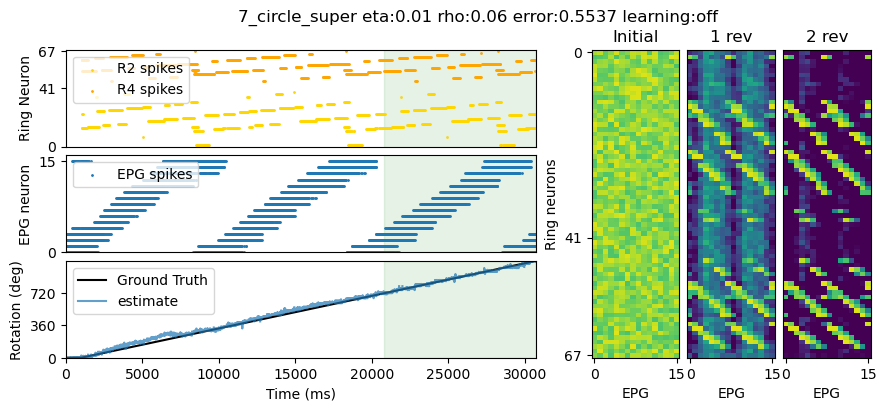 7_circle_super eta:0.01 rho:0.06 error:0.5537 learning:off
Ring Neuron
67
41
0
R2 spikes
R4 spikes
EPG neuron
15
0
EPG spikes
Rotation (deg)
720
360
0
Ground Truth
estimate
0 5000 10000 15000 20000 25000 30000
Time (ms)
Initial 1 rev 2 rev
Ring neurons
0
41
67
0 15 0 15 0 15
EPG EPG EPG